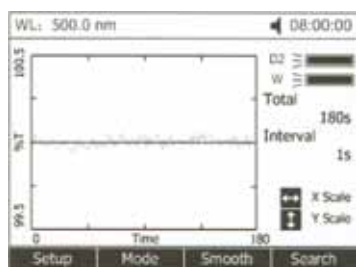 WL: 500.0 nm 08:00:00
100.5
D2
W
Total
180s
Interval
%T
1s
X Scale
Y Scale
99.5
0 Time 180
Setup Mode Smooth Search